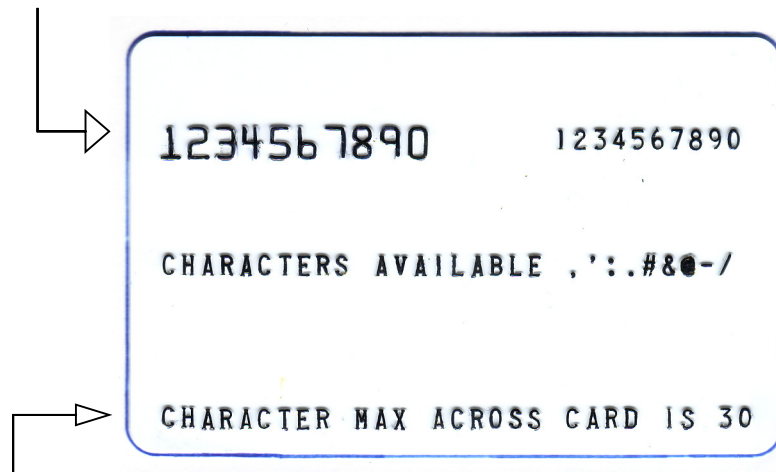 1234567890 1234567890
CHARACTERS AVAILABLE ,':.#&@-/
CHARACTER MAX ACROSS CARD IS 30